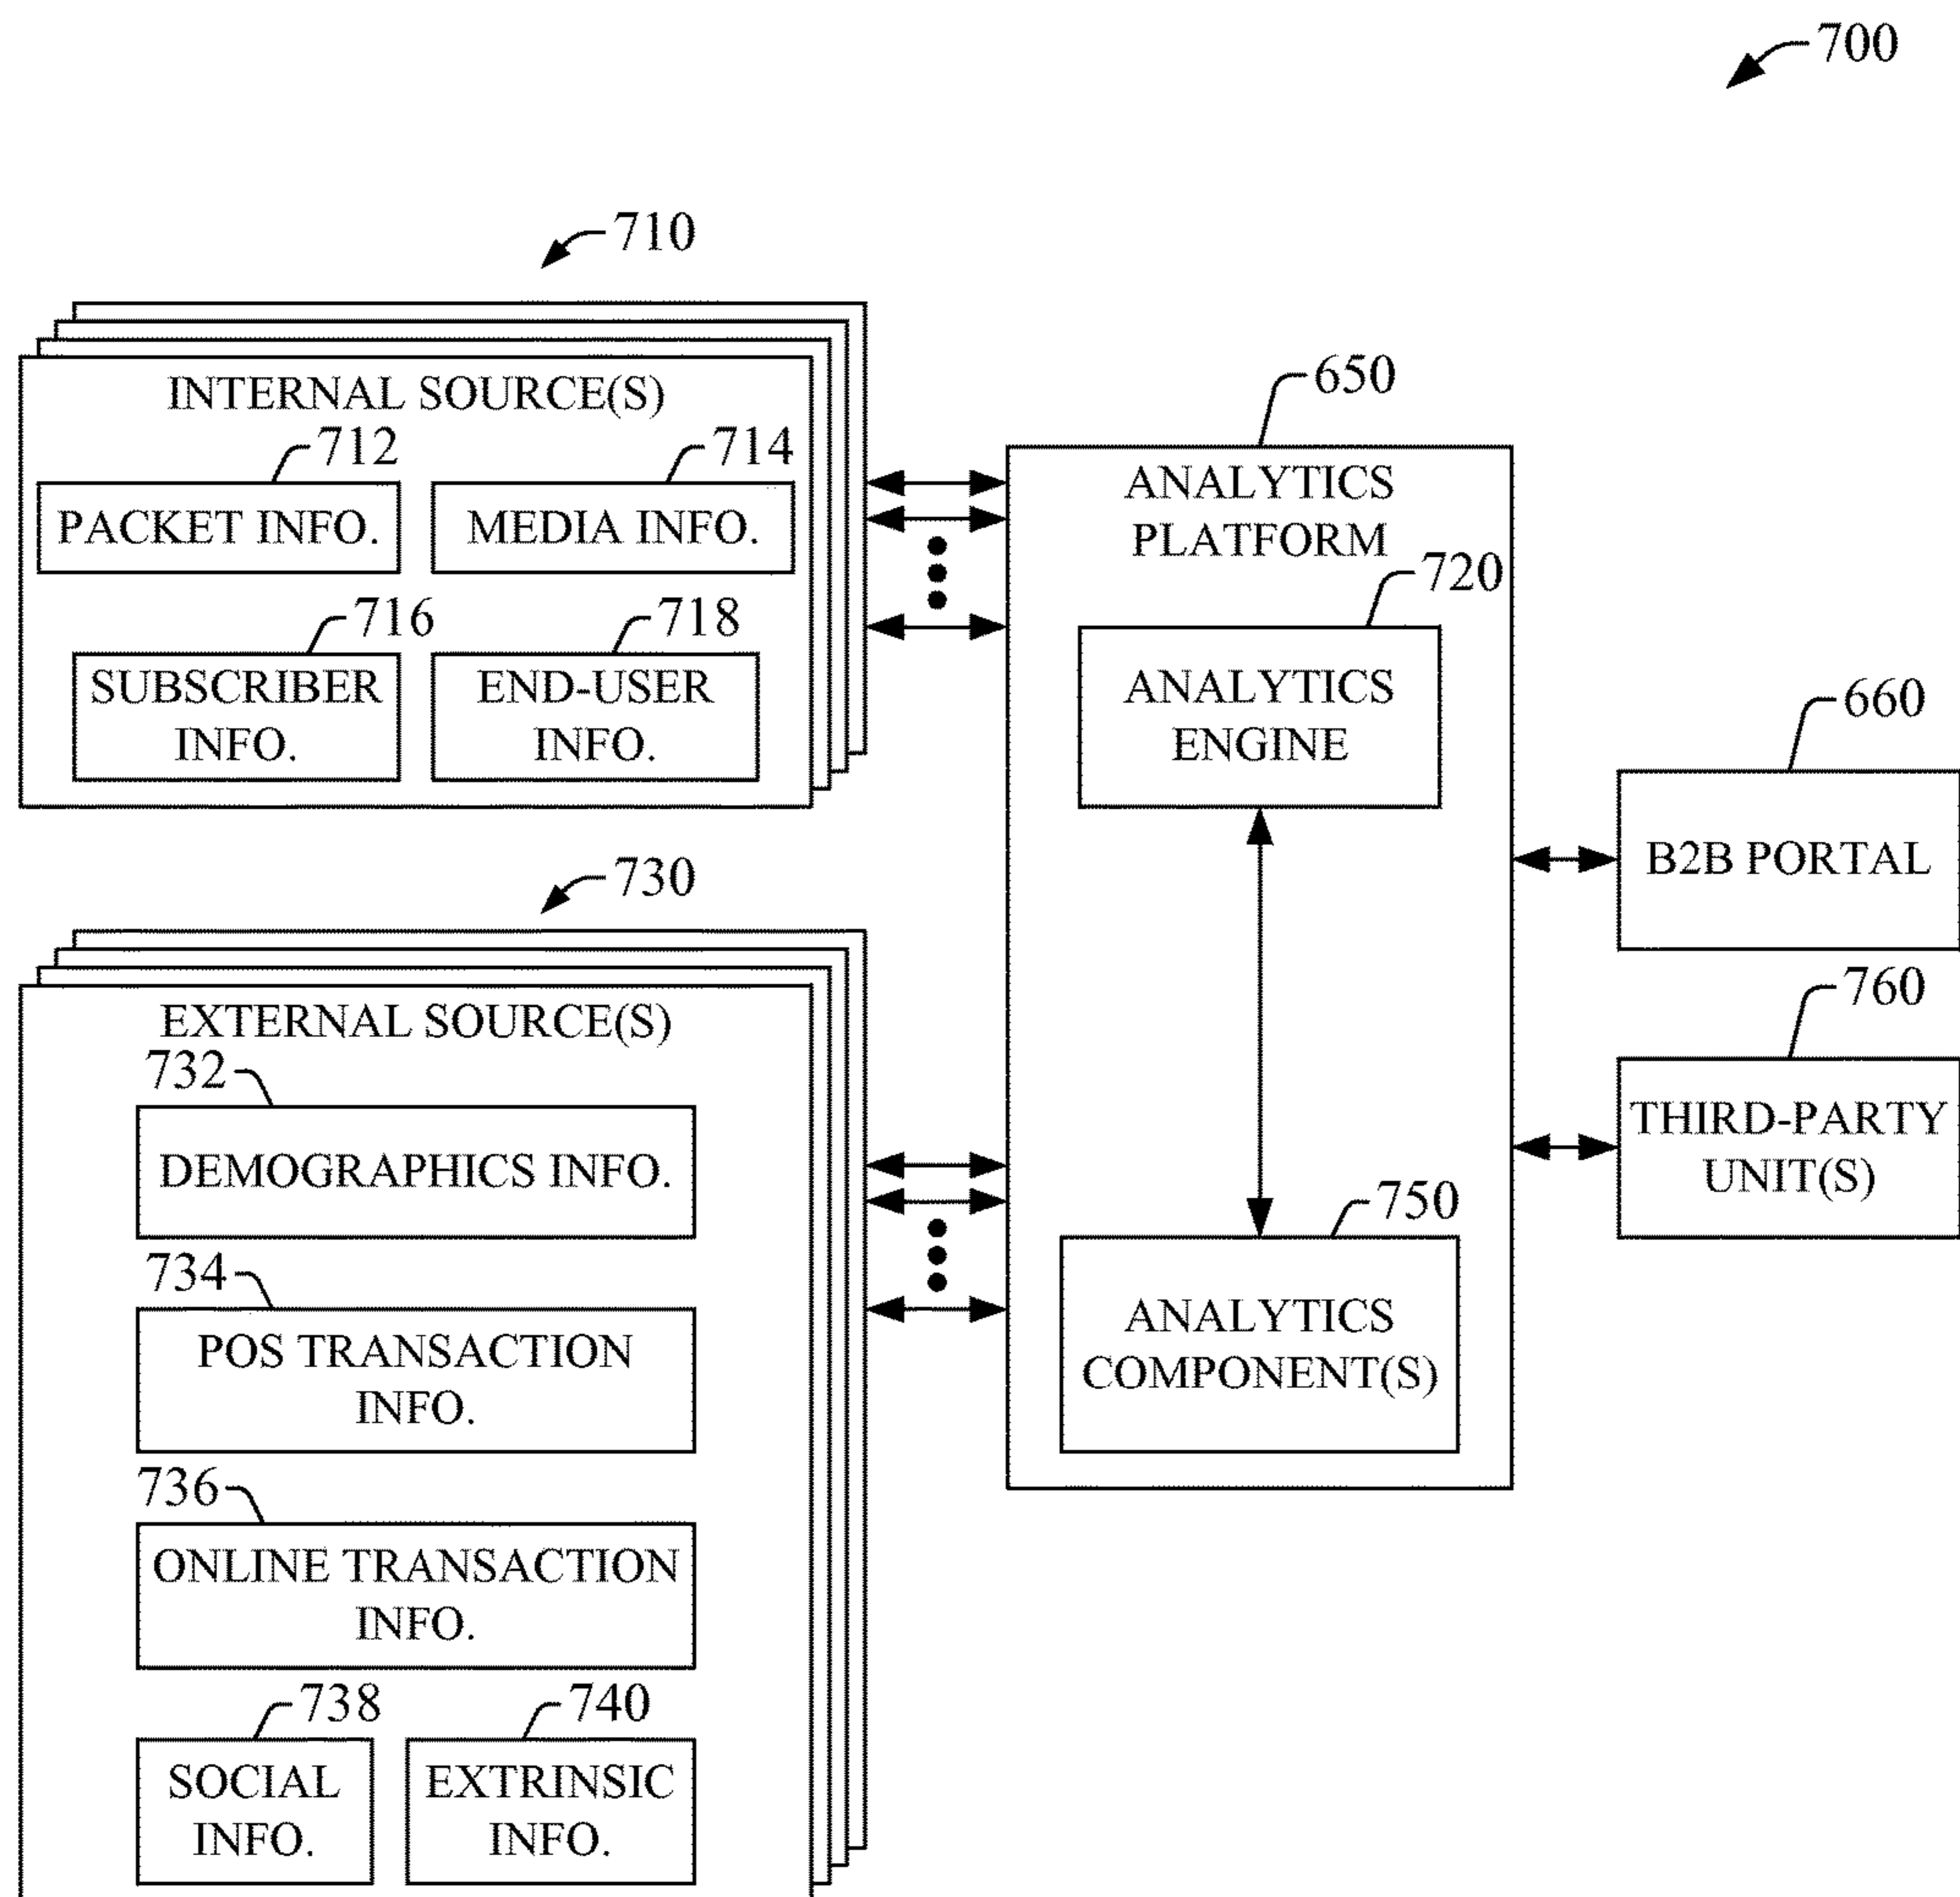 700
710
INTERNAL SOURCE(S)
712
714
PACKET INFO.
MEDIA INFO.
716
718
SUBSCRIBER
INFO.
END-USER
INFO.
730
EXTERNAL SOURCE(S)
732
DEMOGRAPHICS INFO.
734
POS TRANSACTION
INFO.
736
ONLINE TRANSACTION
INFO.
738
740
SOCIAL
INFO.
EXTRINSIC
INFO.
650
ANALYTICS
PLATFORM
720
ANALYTICS
ENGINE
750
ANALYTICS
COMPONENT(S)
660
B2B PORTAL
760
THIRD-PARTY
UNIT(S)